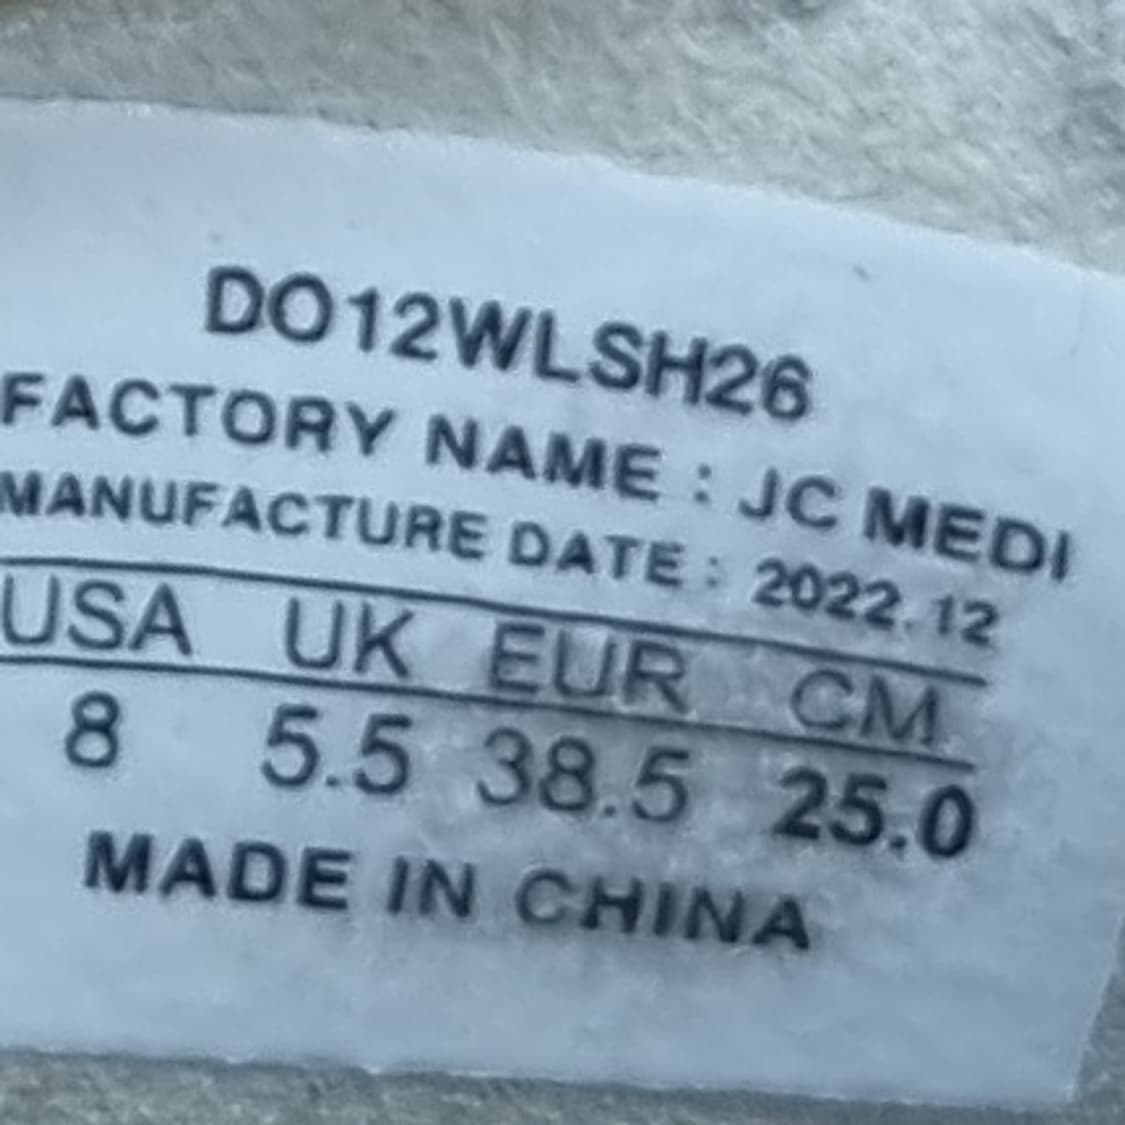 DO12WLSH26
FACTORY NAME : JC MEDI
MANUFACTURE DATE : 2022.12
USA UK EUR CM
8 5.5 38.5 25.0
MADE IN CHINA